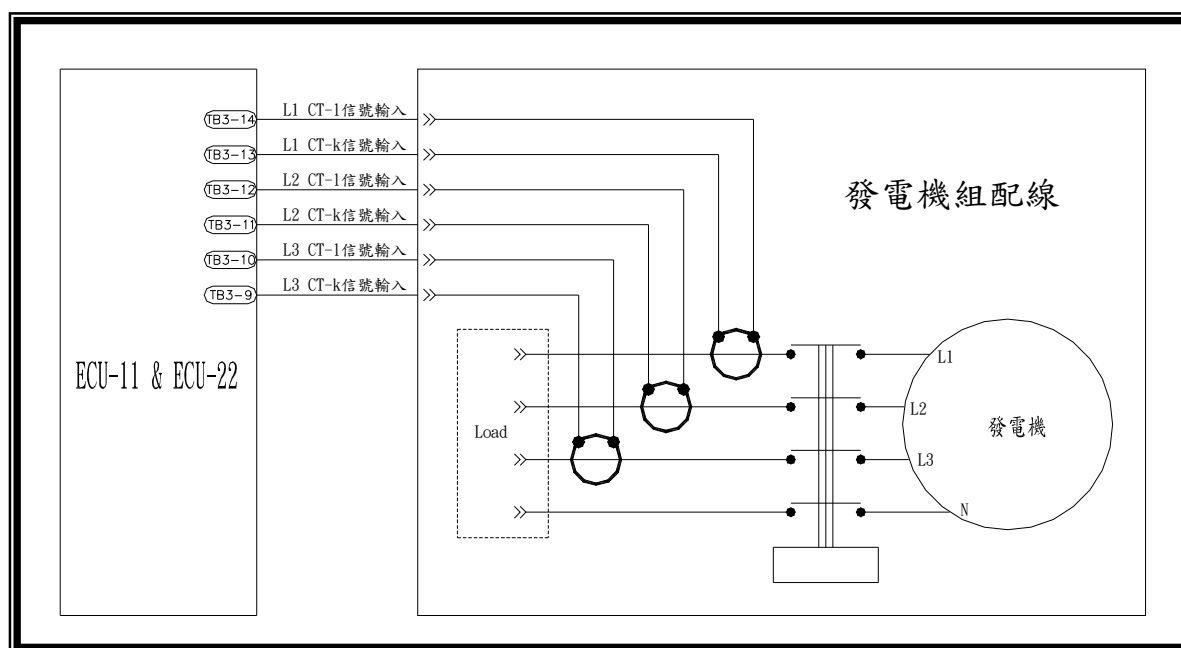 TB3-14 L1 CT-l信號輸入
TB3-13 L1 CT-k信號輸入
TB3-12 L2 CT-l信號輸入
TB3-11 L2 CT-k信號輸入
TB3-10 L3 CT-l信號輸入
TB3-9 L3 CT-k信號輸入
發電機組配線
ECU-11 & ECU-22
Load
L1
L2
L3
N
發電機